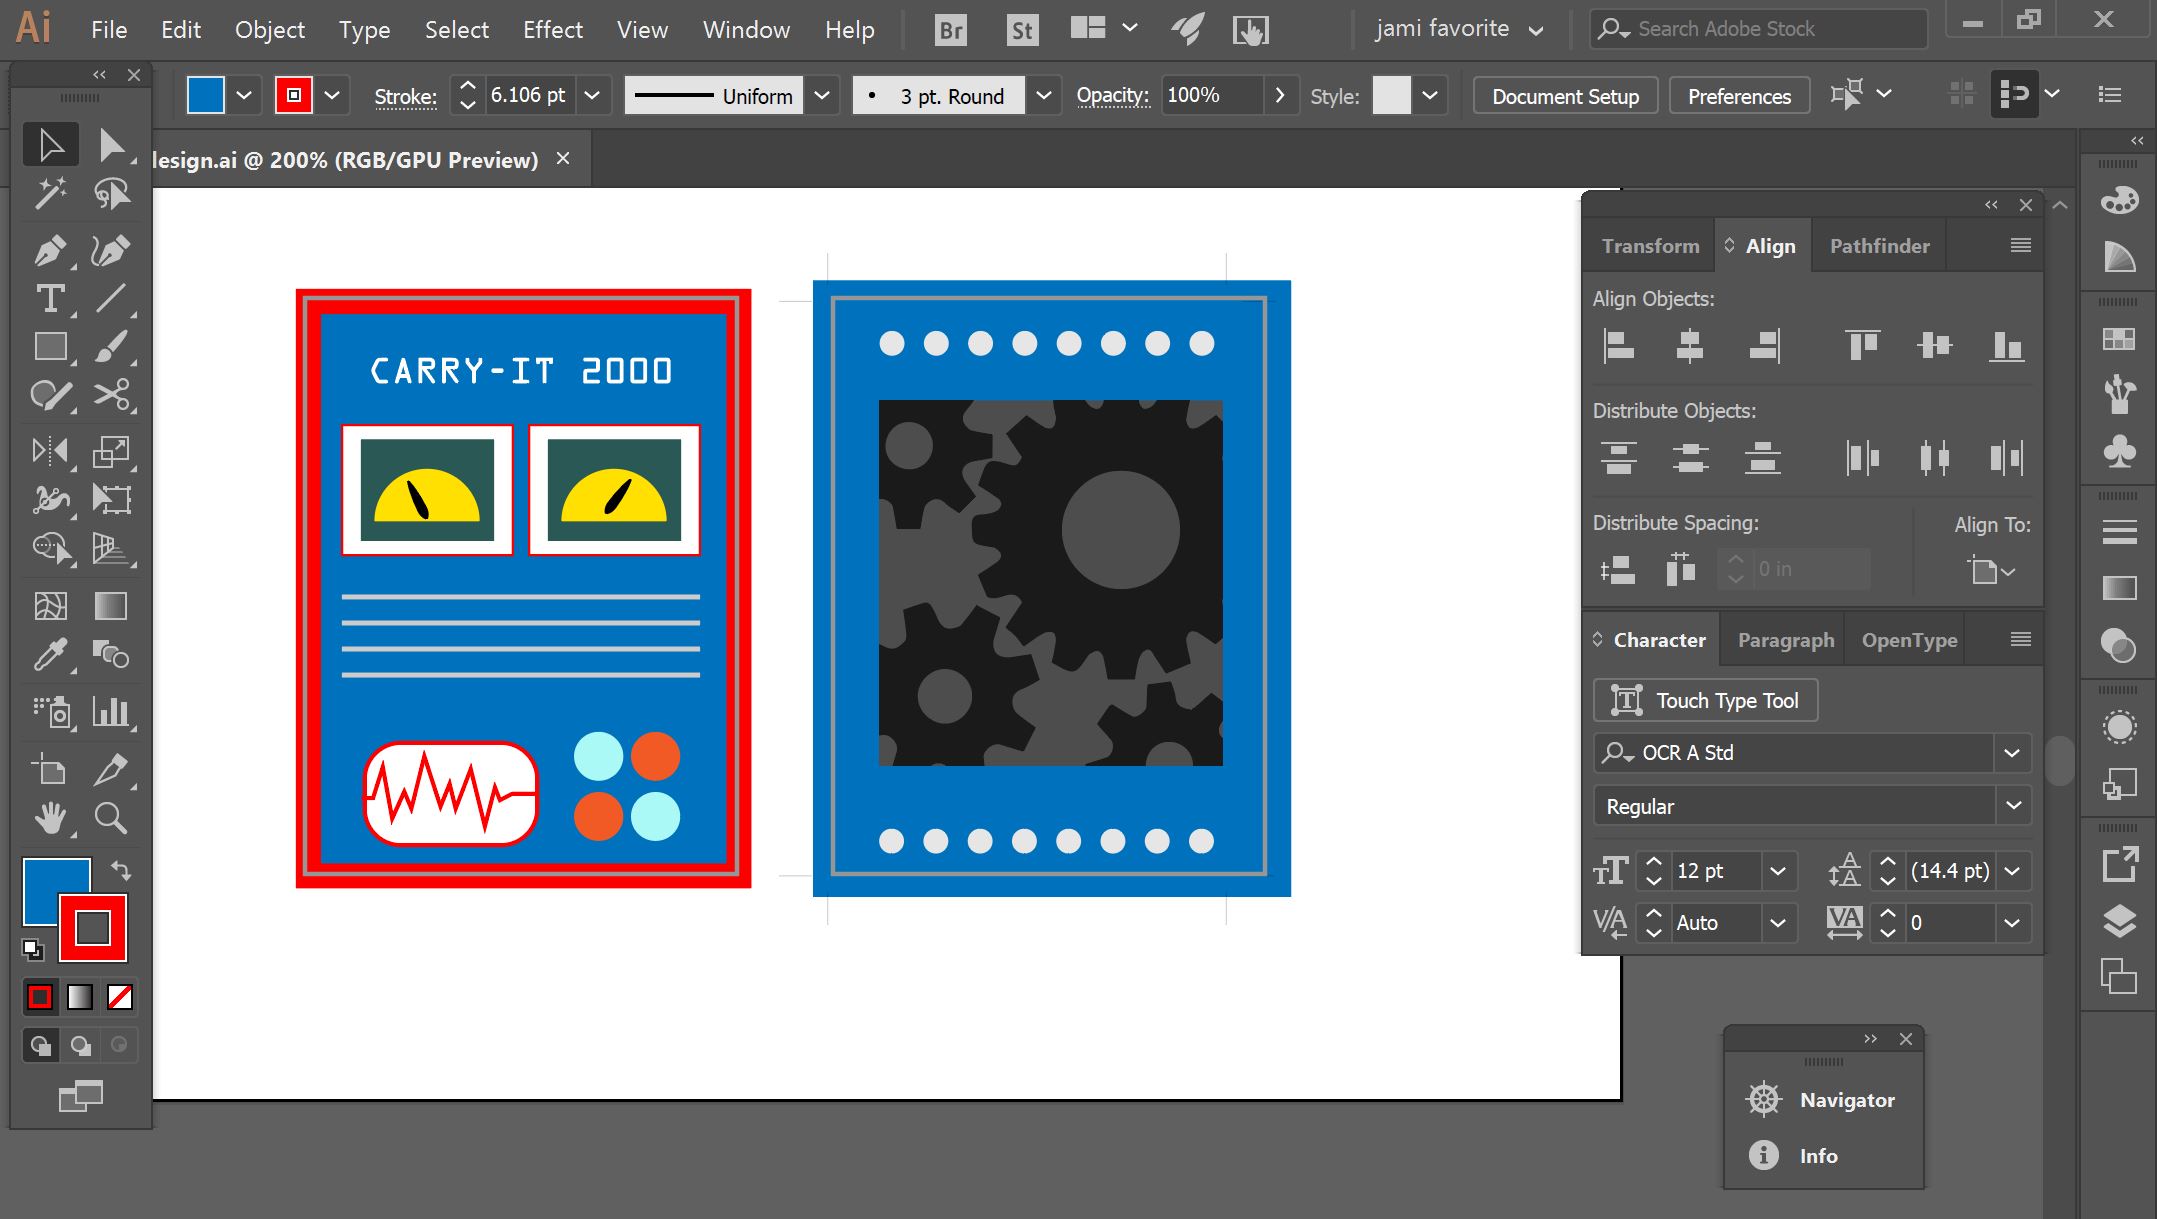 Ai File Edit Object Type Select Effect View Window Help Br St jami favorite Search Adobe Stock
Stroke: 6.106 pt Uniform 3 pt. Round Opacity: 100% Style: Document Setup Preferences
design.ai @ 200% (RGB/GPU Preview)
CARRY-IT 2000
Transform Align Pathfinder
Align Objects:
Distribute Objects:
Distribute Spacing: Align To:
0 in
Character Paragraph OpenType
Touch Type Tool
OCR A Std
Regular
12 pt (14.4 pt)
Auto 0
Navigator
Info